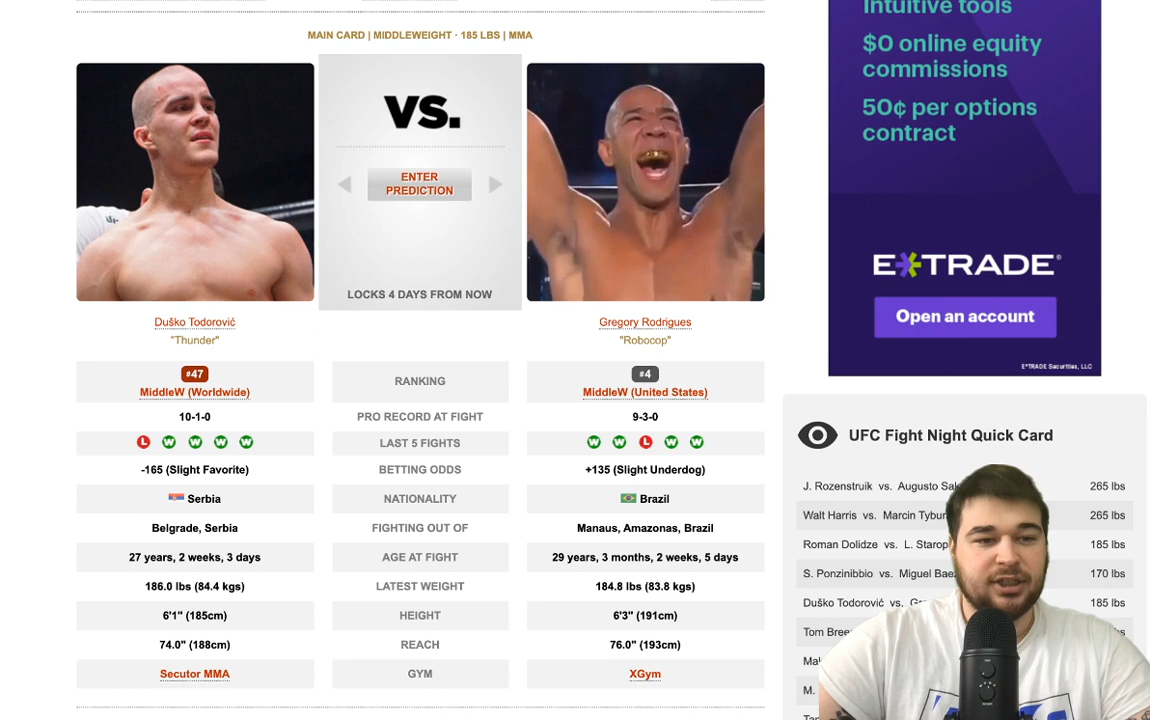 MAIN CARD | MIDDLEWEIGHT · 185 LBS | MMA
VS.
ENTER
PREDICTION
LOCKS 4 DAYS FROM NOW
Duško Todorović
"Thunder"
Gregory Rodrigues
"Robocop"
#47
MiddleW (Worldwide)
RANKING
#4
MiddleW (United States)
10-1-0
PRO RECORD AT FIGHT
9-3-0
L W W W W
LAST 5 FIGHTS
W W L W W
-165 (Slight Favorite)
BETTING ODDS
+135 (Slight Underdog)
Serbia
NATIONALITY
Brazil
Belgrade, Serbia
FIGHTING OUT OF
Manaus, Amazonas, Brazil
27 years, 2 weeks, 3 days
AGE AT FIGHT
29 years, 3 months, 2 weeks, 5 days
186.0 lbs (84.4 kgs)
LATEST WEIGHT
184.8 lbs (83.8 kgs)
6'1" (185cm)
HEIGHT
6'3" (191cm)
74.0" (188cm)
REACH
76.0" (193cm)
Secutor MMA
GYM
XGym
Intuitive tools
$0 online equity
commissions
50¢ per options
contract
E*TRADE®
Open an account
E*TRADE Securities, LLC
UFC Fight Night Quick Card
J. Rozenstruik vs. Augusto Sak 265 lbs
Walt Harris vs. Marcin Tybur 265 lbs
Roman Dolidze vs. L. Starop 185 lbs
S. Ponzinibbio vs. Miguel Bae 170 lbs
Duško Todorović vs. 185 lbs
Tom Bree lbs
M.